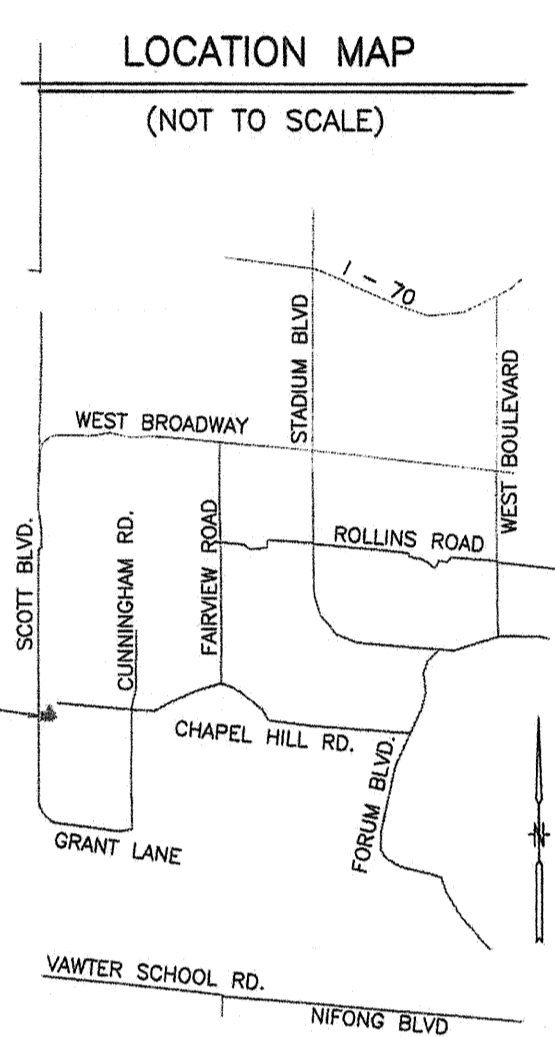 LOCATION MAP
(NOT TO SCALE)
I - 70
STADIUM BLVD
WEST BOULEVARD
WEST BROADWAY
SCOTT BLVD.
CUNNINGHAM RD.
FAIRVIEW ROAD
ROLLINS ROAD
CHAPEL HILL RD.
FORUM BLVD.
GRANT LANE
N
VAWTER SCHOOL RD.
NIFONG BLVD